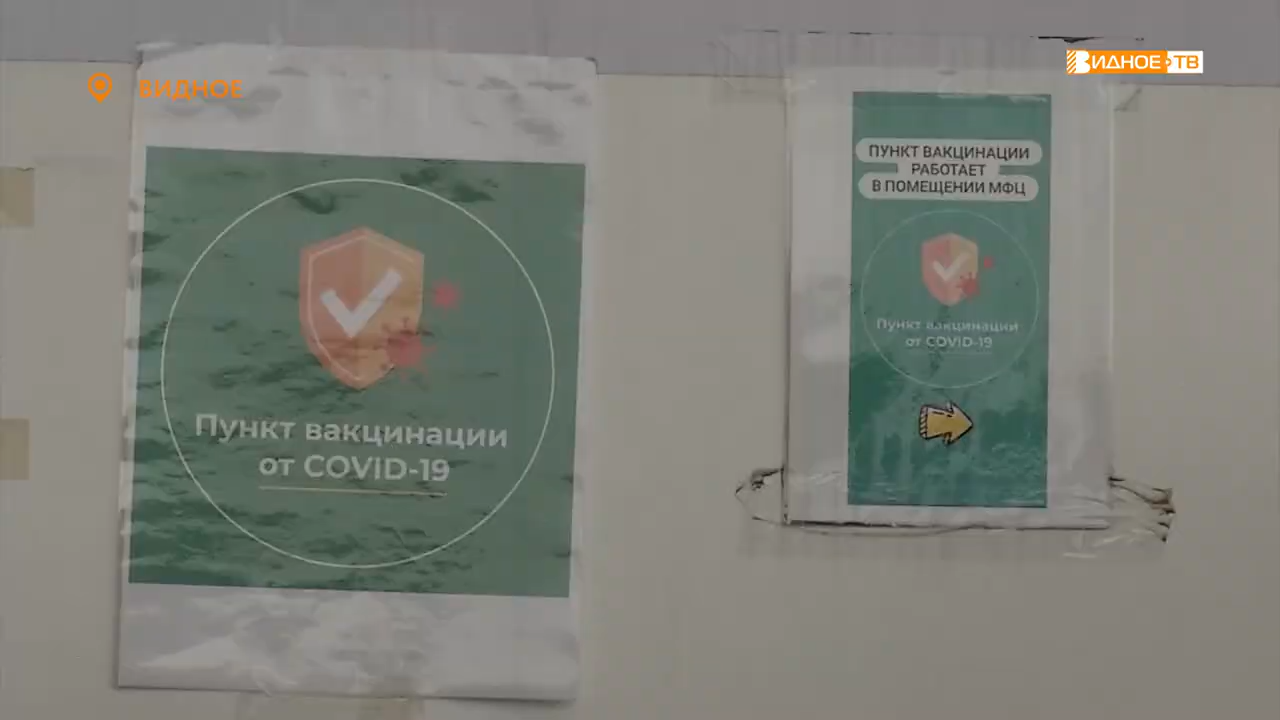 ВИДНОЕ
ВИДНОЕ ТВ
Пункт вакцинации
от COVID-19
ПУНКТ ВАКЦИНАЦИИ
РАБОТАЕТ
В ПОМЕЩЕНИИ МФЦ
Пункт вакцинации
от COVID-19